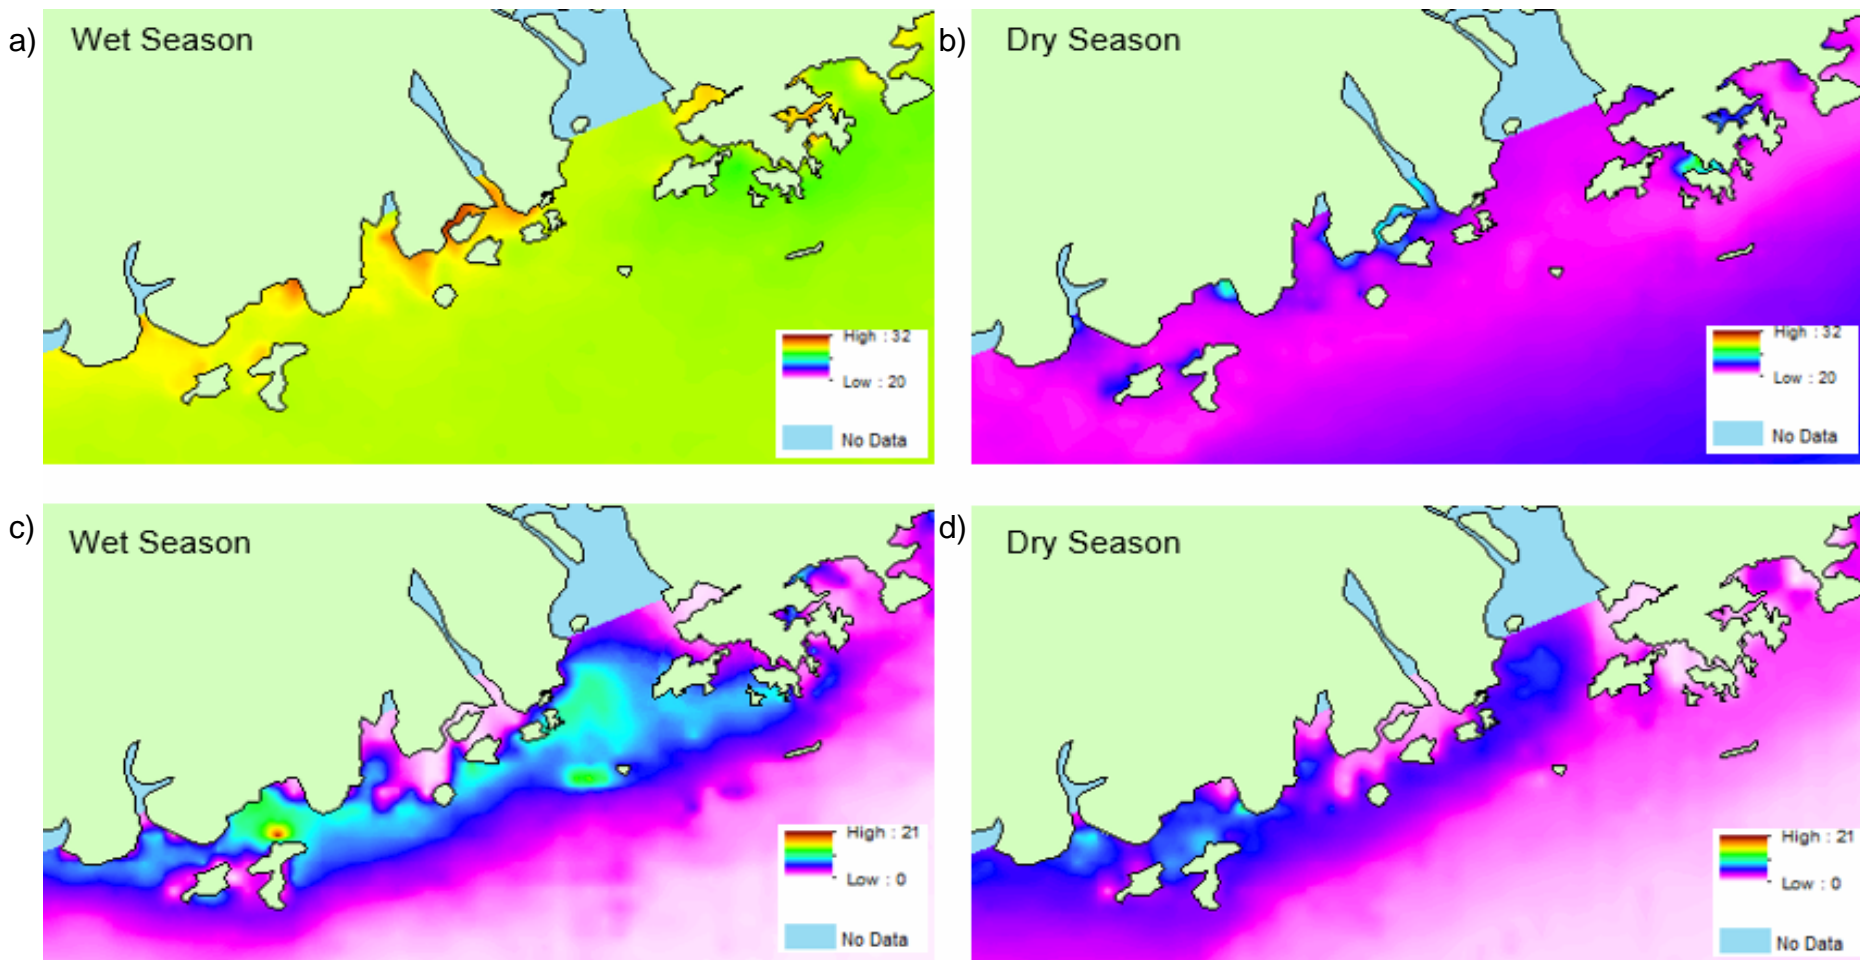 a)
Wet Season
High : 32
Low : 20
No Data
b)
Dry Season
High : 32
Low : 20
No Data
c)
Wet Season
High : 21
Low : 0
No Data
d)
Dry Season
High : 21
Low : 0
No Data